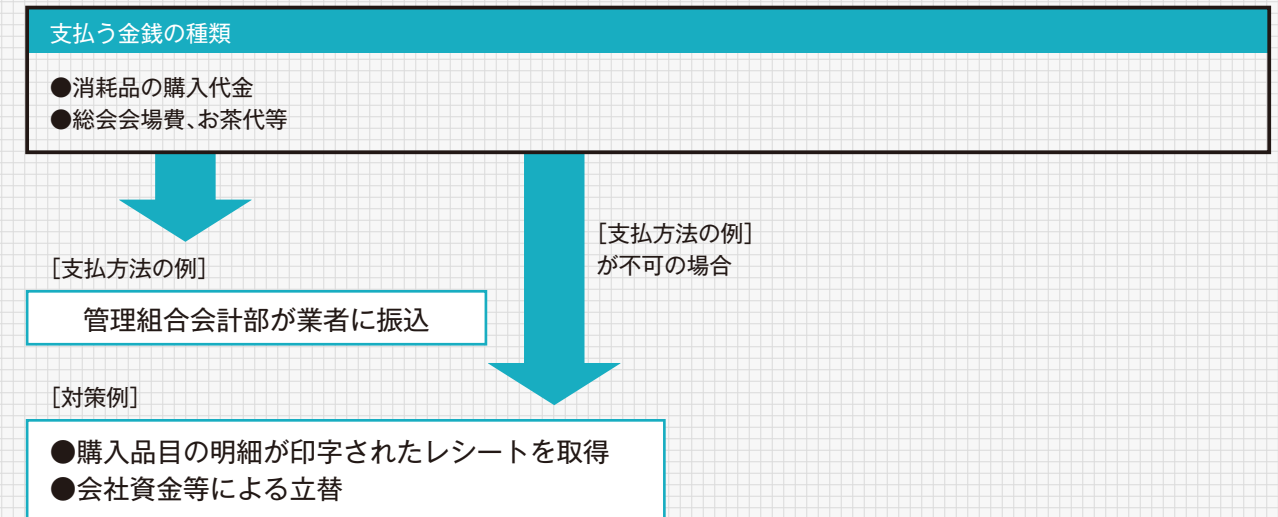 支払う金銭の種類
●消耗品の購入代金
●総会会場費、お茶代等
［支払方法の例］
が不可の場合
［支払方法の例］
管理組合会計部が業者に振込
［対策例］
●購入品目の明細が印字されたレシートを取得
●会社資金等による立替